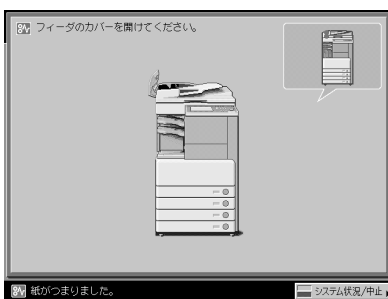 フィーダのカバーを開けてください。
紙がつまりました。
システム状況/中止